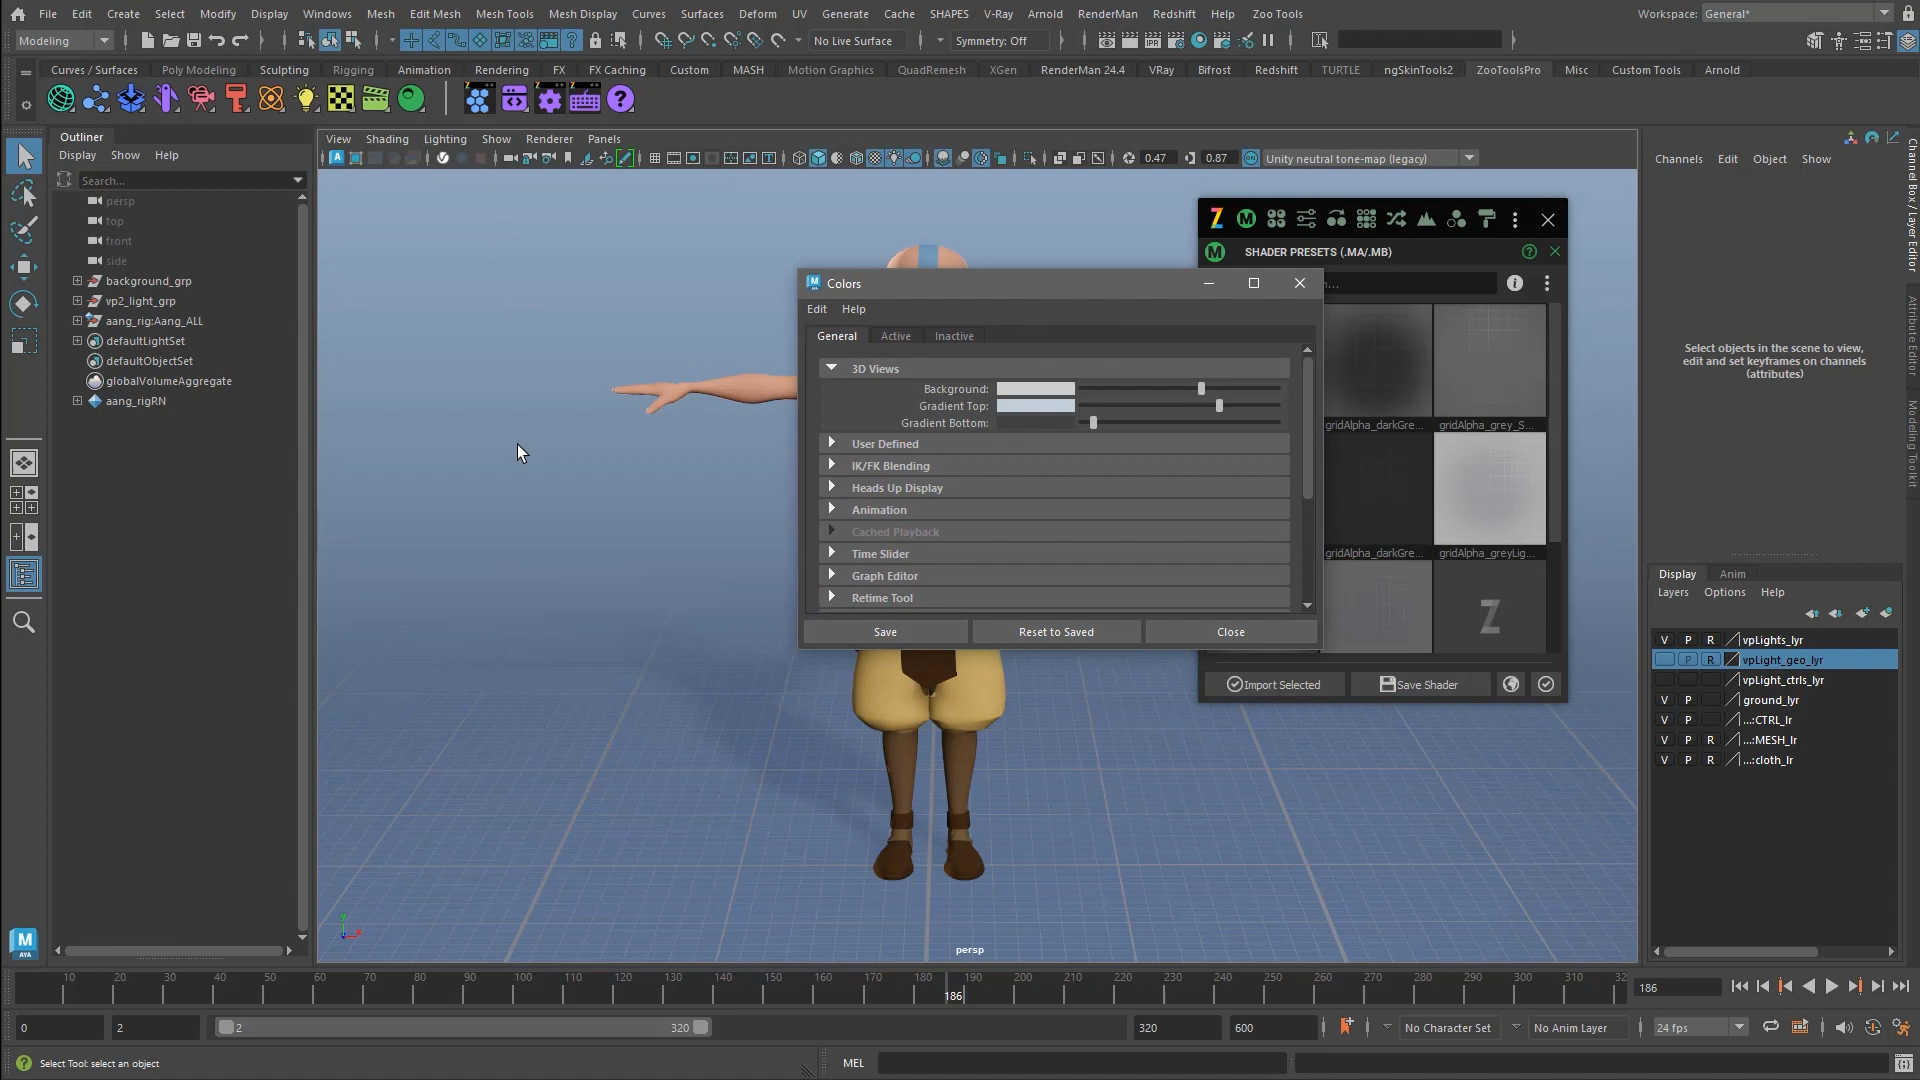 File Edit Create Select Modify Display Windows Mesh Edit Mesh Mesh Tools Mesh Display Curves Surfaces Deform UV Generate Cache SHAPES V-Ray Arnold RenderMan Redshift Help Zoo Tools Workspace: General*
Modeling No Live Surface Symmetry: Off IPR
Curves / Surfaces Poly Modeling Sculpting Rigging Animation Rendering FX FX Caching Custom MASH Motion Graphics QuadRemesh XGen RenderMan 24.4 VRay Bifrost Redshift TURTLE ngSkinTools2 ZooToolsPro Misc Custom Tools Arnold
Outliner
Display Show Help
Search...
persp
top
front
side
background_grp
vp2_light_grp
aang_rig:Aang_ALL
defaultLightSet
defaultObjectSet
globalVolumeAggregate
aang_rigRN
View Shading Lighting Show Renderer Panels
0.47 0.87 Unity neutral tone-map (legacy)
Colors
Edit Help
General Active Inactive
3D Views
Background:
Gradient Top:
Gradient Bottom:
User Defined
IK/FK Blending
Heads Up Display
Animation
Cached Playback
Time Slider
Graph Editor
Retime Tool
Save Reset to Saved Close
SHADER PRESETS (.MA/.MB)
gridAlpha_darkGre... gridAlpha_grey_S...
gridAlpha_darkGre... gridAlpha_greyLig...
Import Selected Save Shader
persp
Channels Edit Object Show
Select objects in the scene to view,
edit and set keyframes on channels
(attributes)
Channel Box / Layer Editor
Attribute Editor
Modeling Toolkit
Display Anim
Layers Options Help
V P R vpLights_lyr
P R vpLight_geo_lyr
vpLight_ctrls_lyr
V P ground_lyr
V P ...:CTRL_lr
V P R ...:MESH_lr
V P R ...:cloth_lr
M
AYA
10 20 30 40 50 60 70 80 90 100 110 120 130 140 150 160 170 180 190 200 210 220 230 240 250 260 270 280 290 300 310 32
186 186
0 2 2 320 320 600 No Character Set No Anim Layer 24 fps
Select Tool: select an object MEL